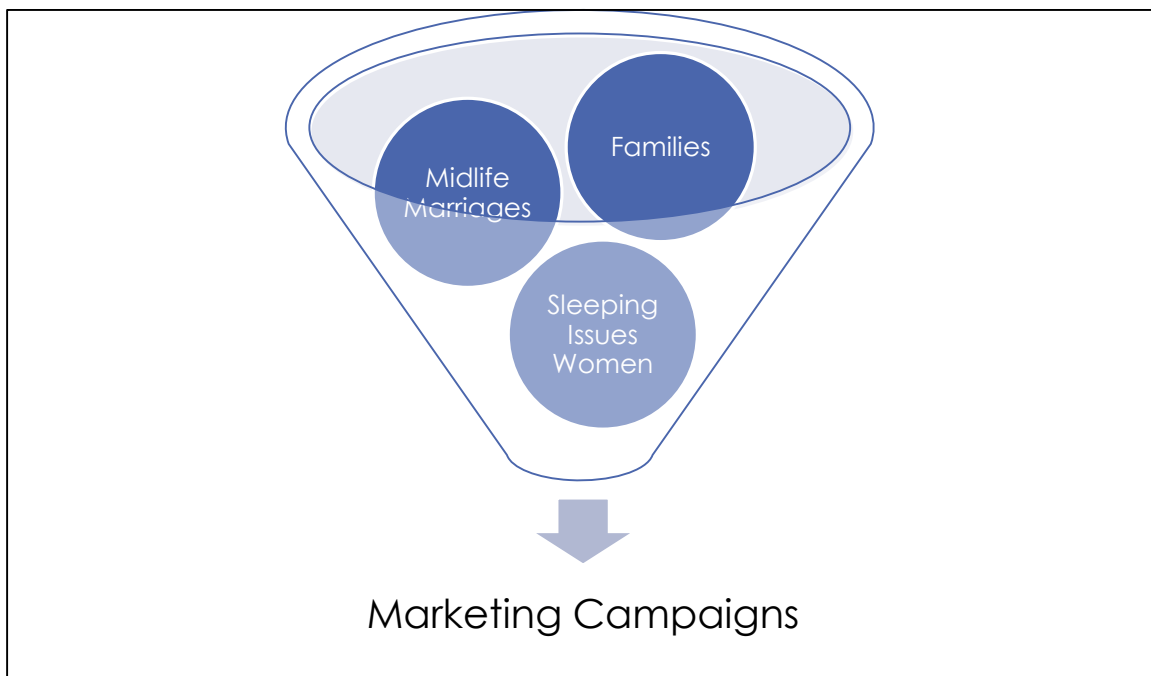 Families
Midlife
Marriages
Sleeping
Issues
Women
Marketing Campaigns